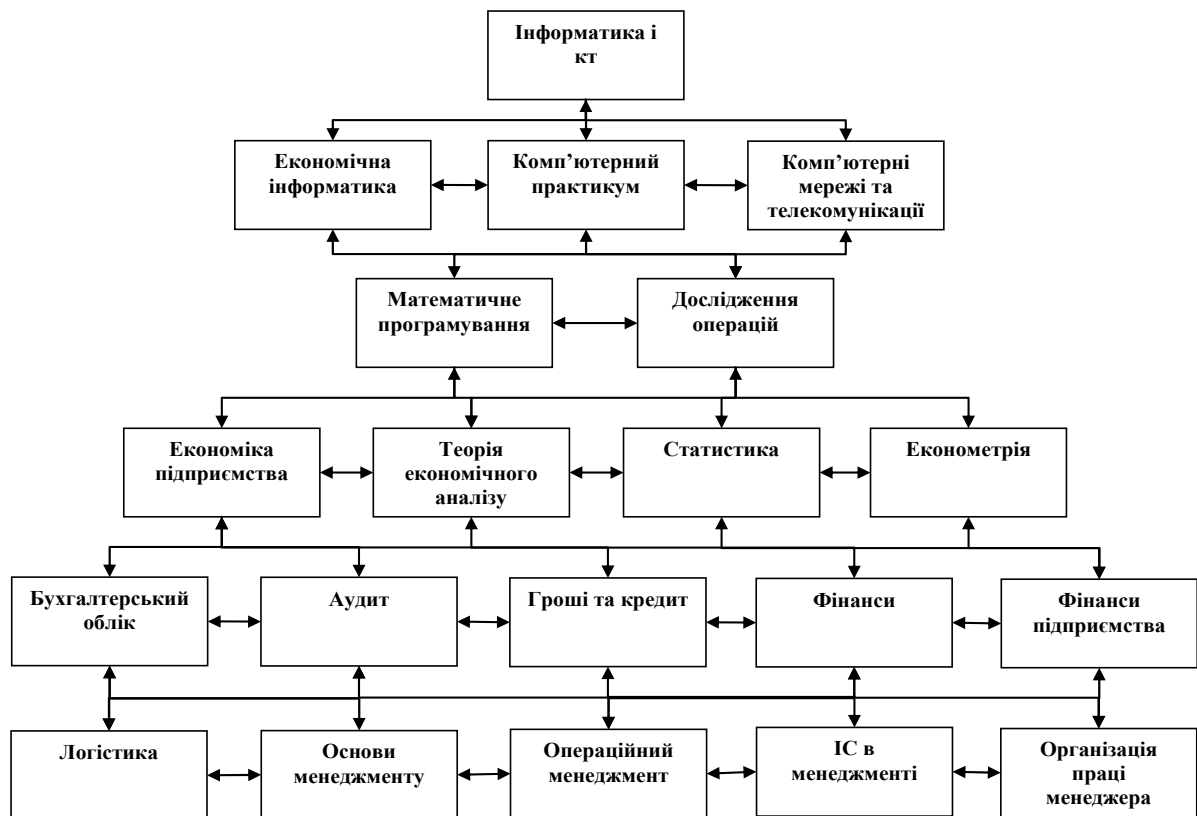 Інформатика і
кт
Економічна
інформатика
Комп’ютерний
практикум
Комп’ютерні
мережі та
телекомунікації
Математичне
програмування
Дослідження
операцій
Економіка
підприємства
Теорія
економічного
аналізу
Статистика
Економетрія
Бухгалтерський
облік
Аудит
Гроші та кредит
Фінанси
Фінанси
підприємства
Логістика
Основи
менеджменту
Операційний
менеджмент
ІС в
менеджменті
Організація
праці
менеджера